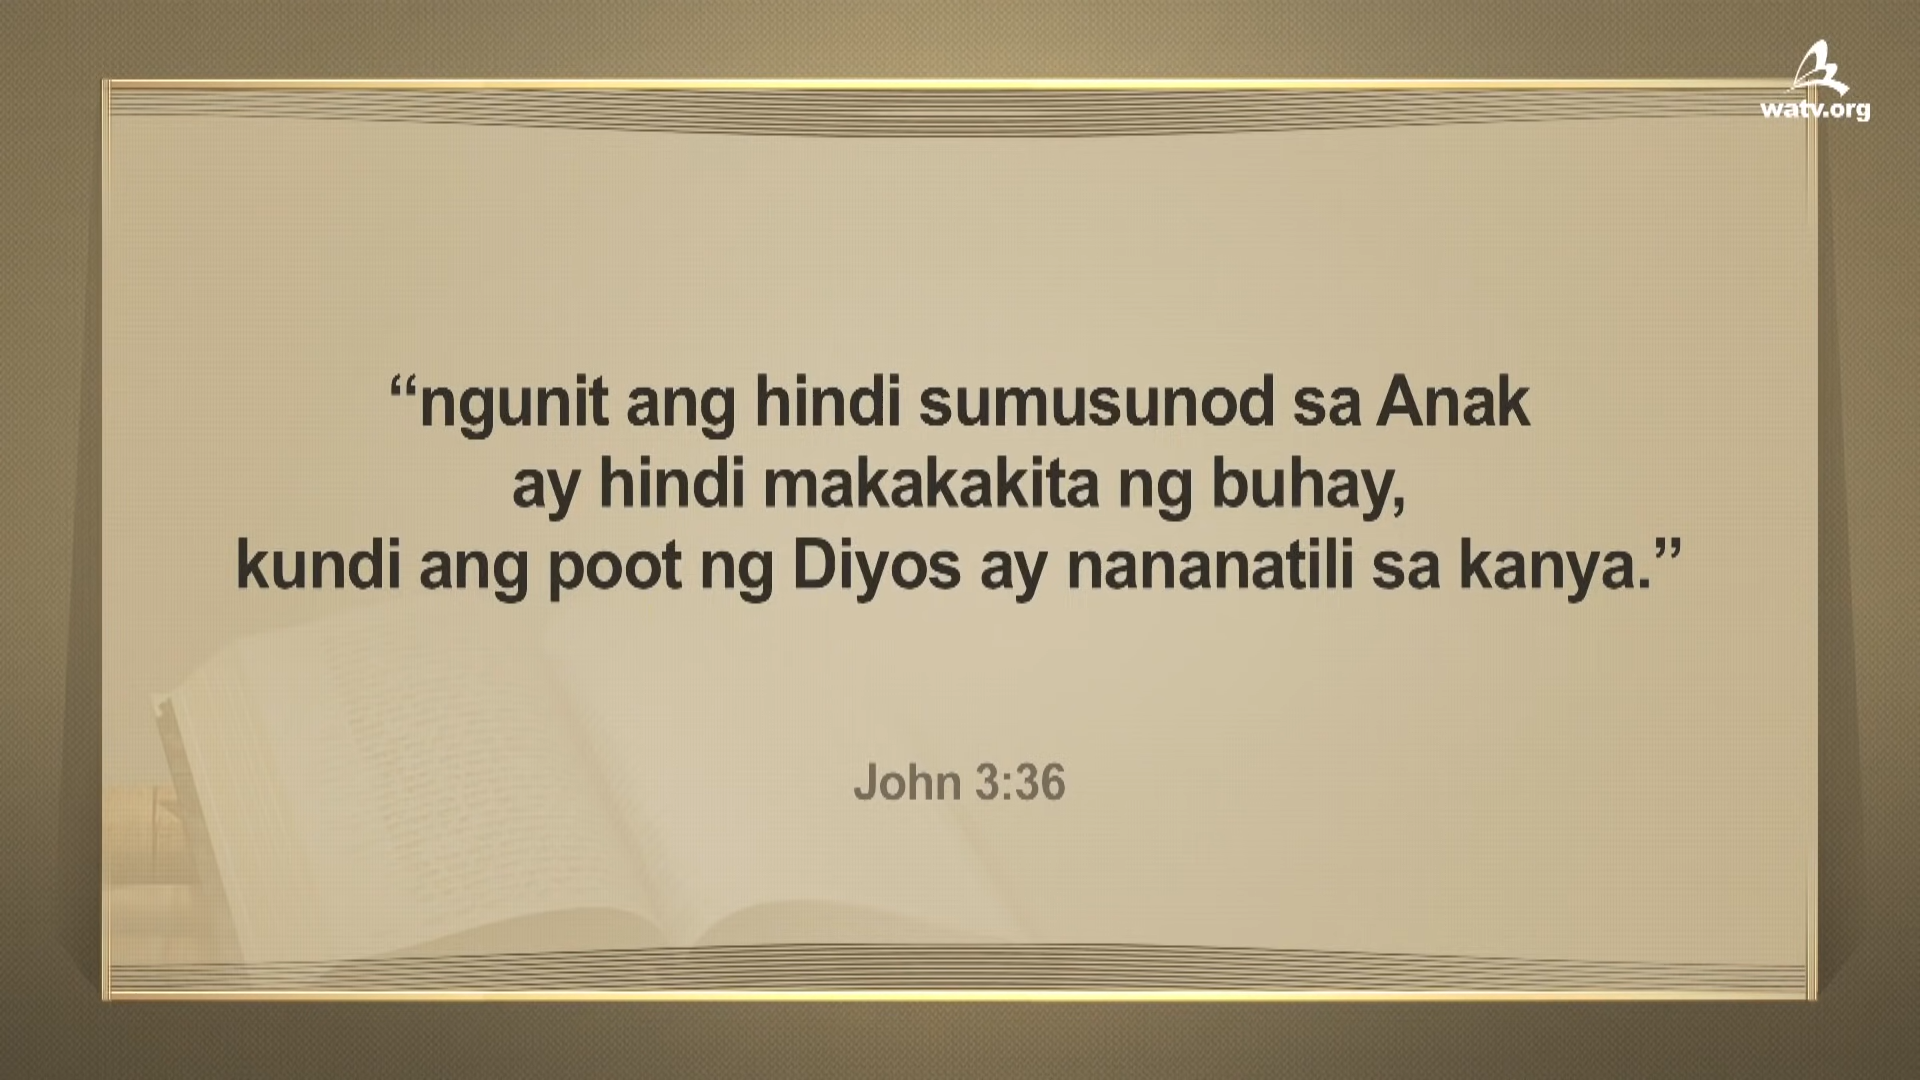 watv.org
“ngunit ang hindi sumusunod sa Anak
ay hindi makakakita ng buhay,
kundi ang poot ng Diyos ay nananatili sa kanya.”
John 3:36